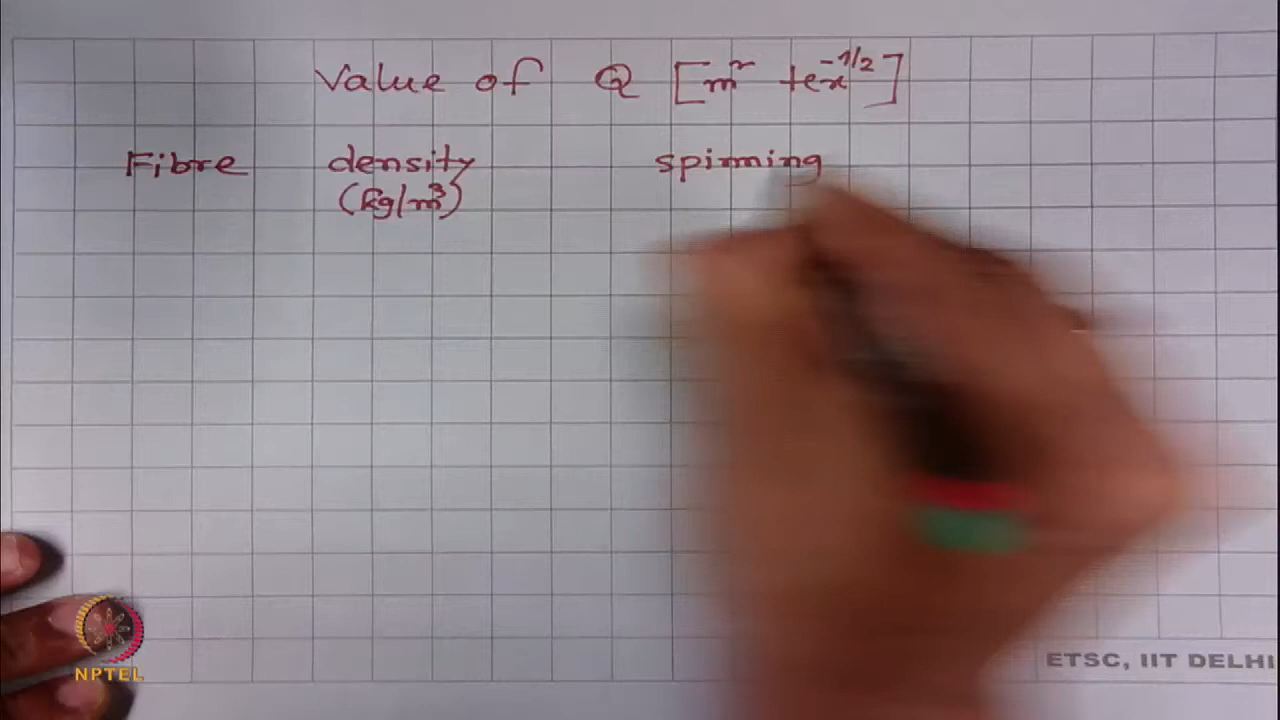 Value of Q [m² tex^-1/2]
Fibre density spinning
(kg/m³)
NPTEL
ETSC, IIT DELHI